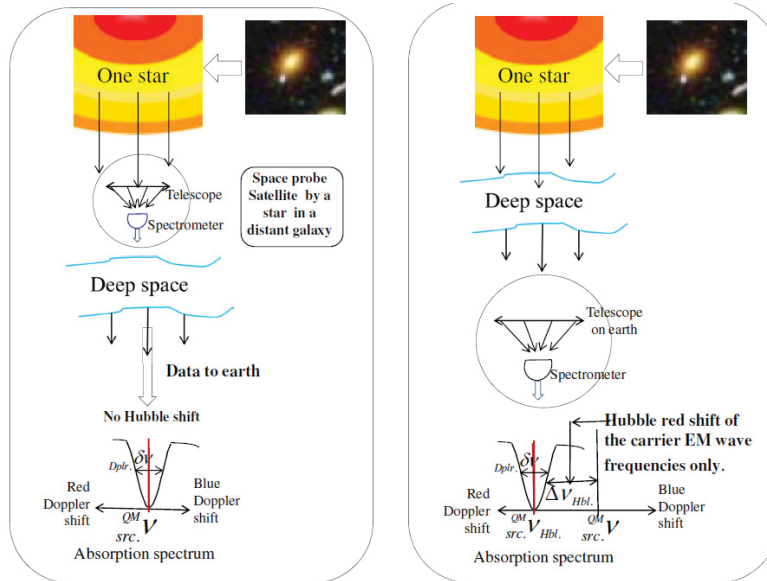 One star
Telescope
Spectrometer
Space probe
Satellite by a
star in a
distant galaxy
Deep space
Data to earth
No Hubble shift
Dplr. δν
Red
Doppler
shift
Blue
Doppler
shift
QM
src. ν
Absorption spectrum
One star
Deep space
Telescope
on earth
Spectrometer
Hubble red shift of
the carrier EM wave
frequencies only.
Dplr. δν
Δν Hbl.
Red
Doppler
shift
Blue
Doppler
shift
QM
src. ν Hbl.
QM
src. ν
Absorption spectrum